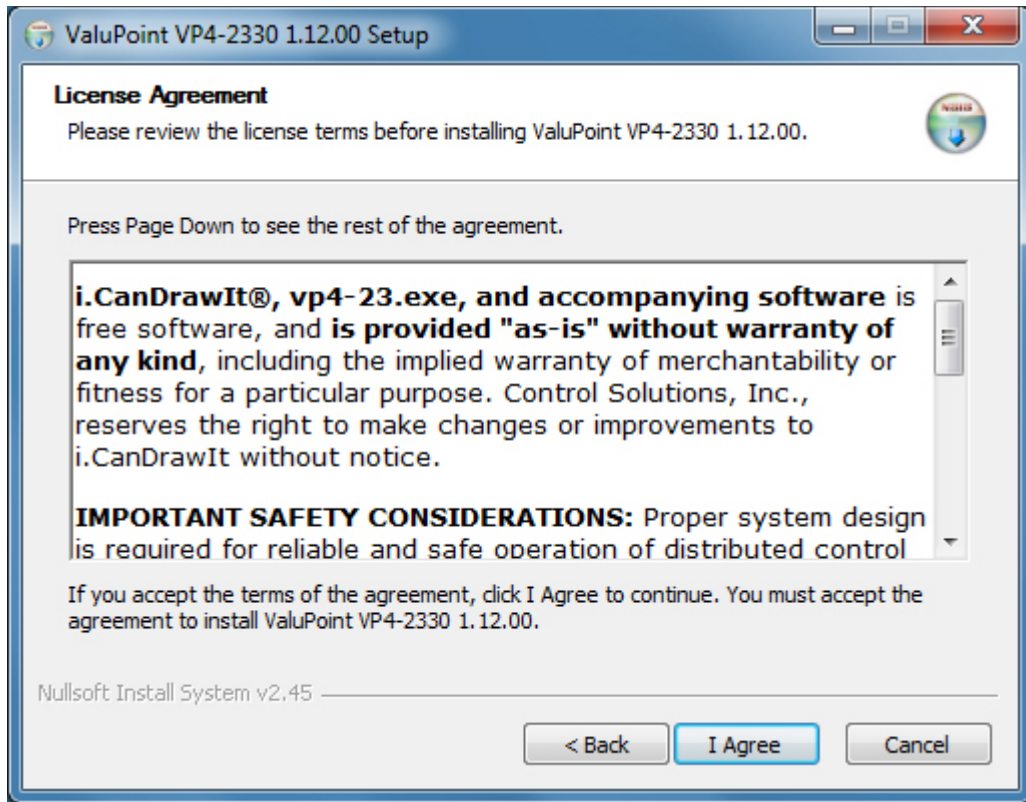 ValuPoint VP4-2330 1.12.00 Setup
License Agreement
Please review the license terms before installing ValuPoint VP4-2330 1.12.00.
Press Page Down to see the rest of the agreement.
i.CanDrawIt®, vp4-23.exe, and accompanying software is
free software, and is provided "as-is" without warranty of
any kind, including the implied warranty of merchantability or
fitness for a particular purpose. Control Solutions, Inc.,
reserves the right to make changes or improvements to
i.CanDrawIt without notice.
IMPORTANT SAFETY CONSIDERATIONS: Proper system design
is required for reliable and safe operation of distributed control
If you accept the terms of the agreement, click I Agree to continue. You must accept the
agreement to install ValuPoint VP4-2330 1.12.00.
Nullsoft Install System v2.45
< Back
I Agree
Cancel